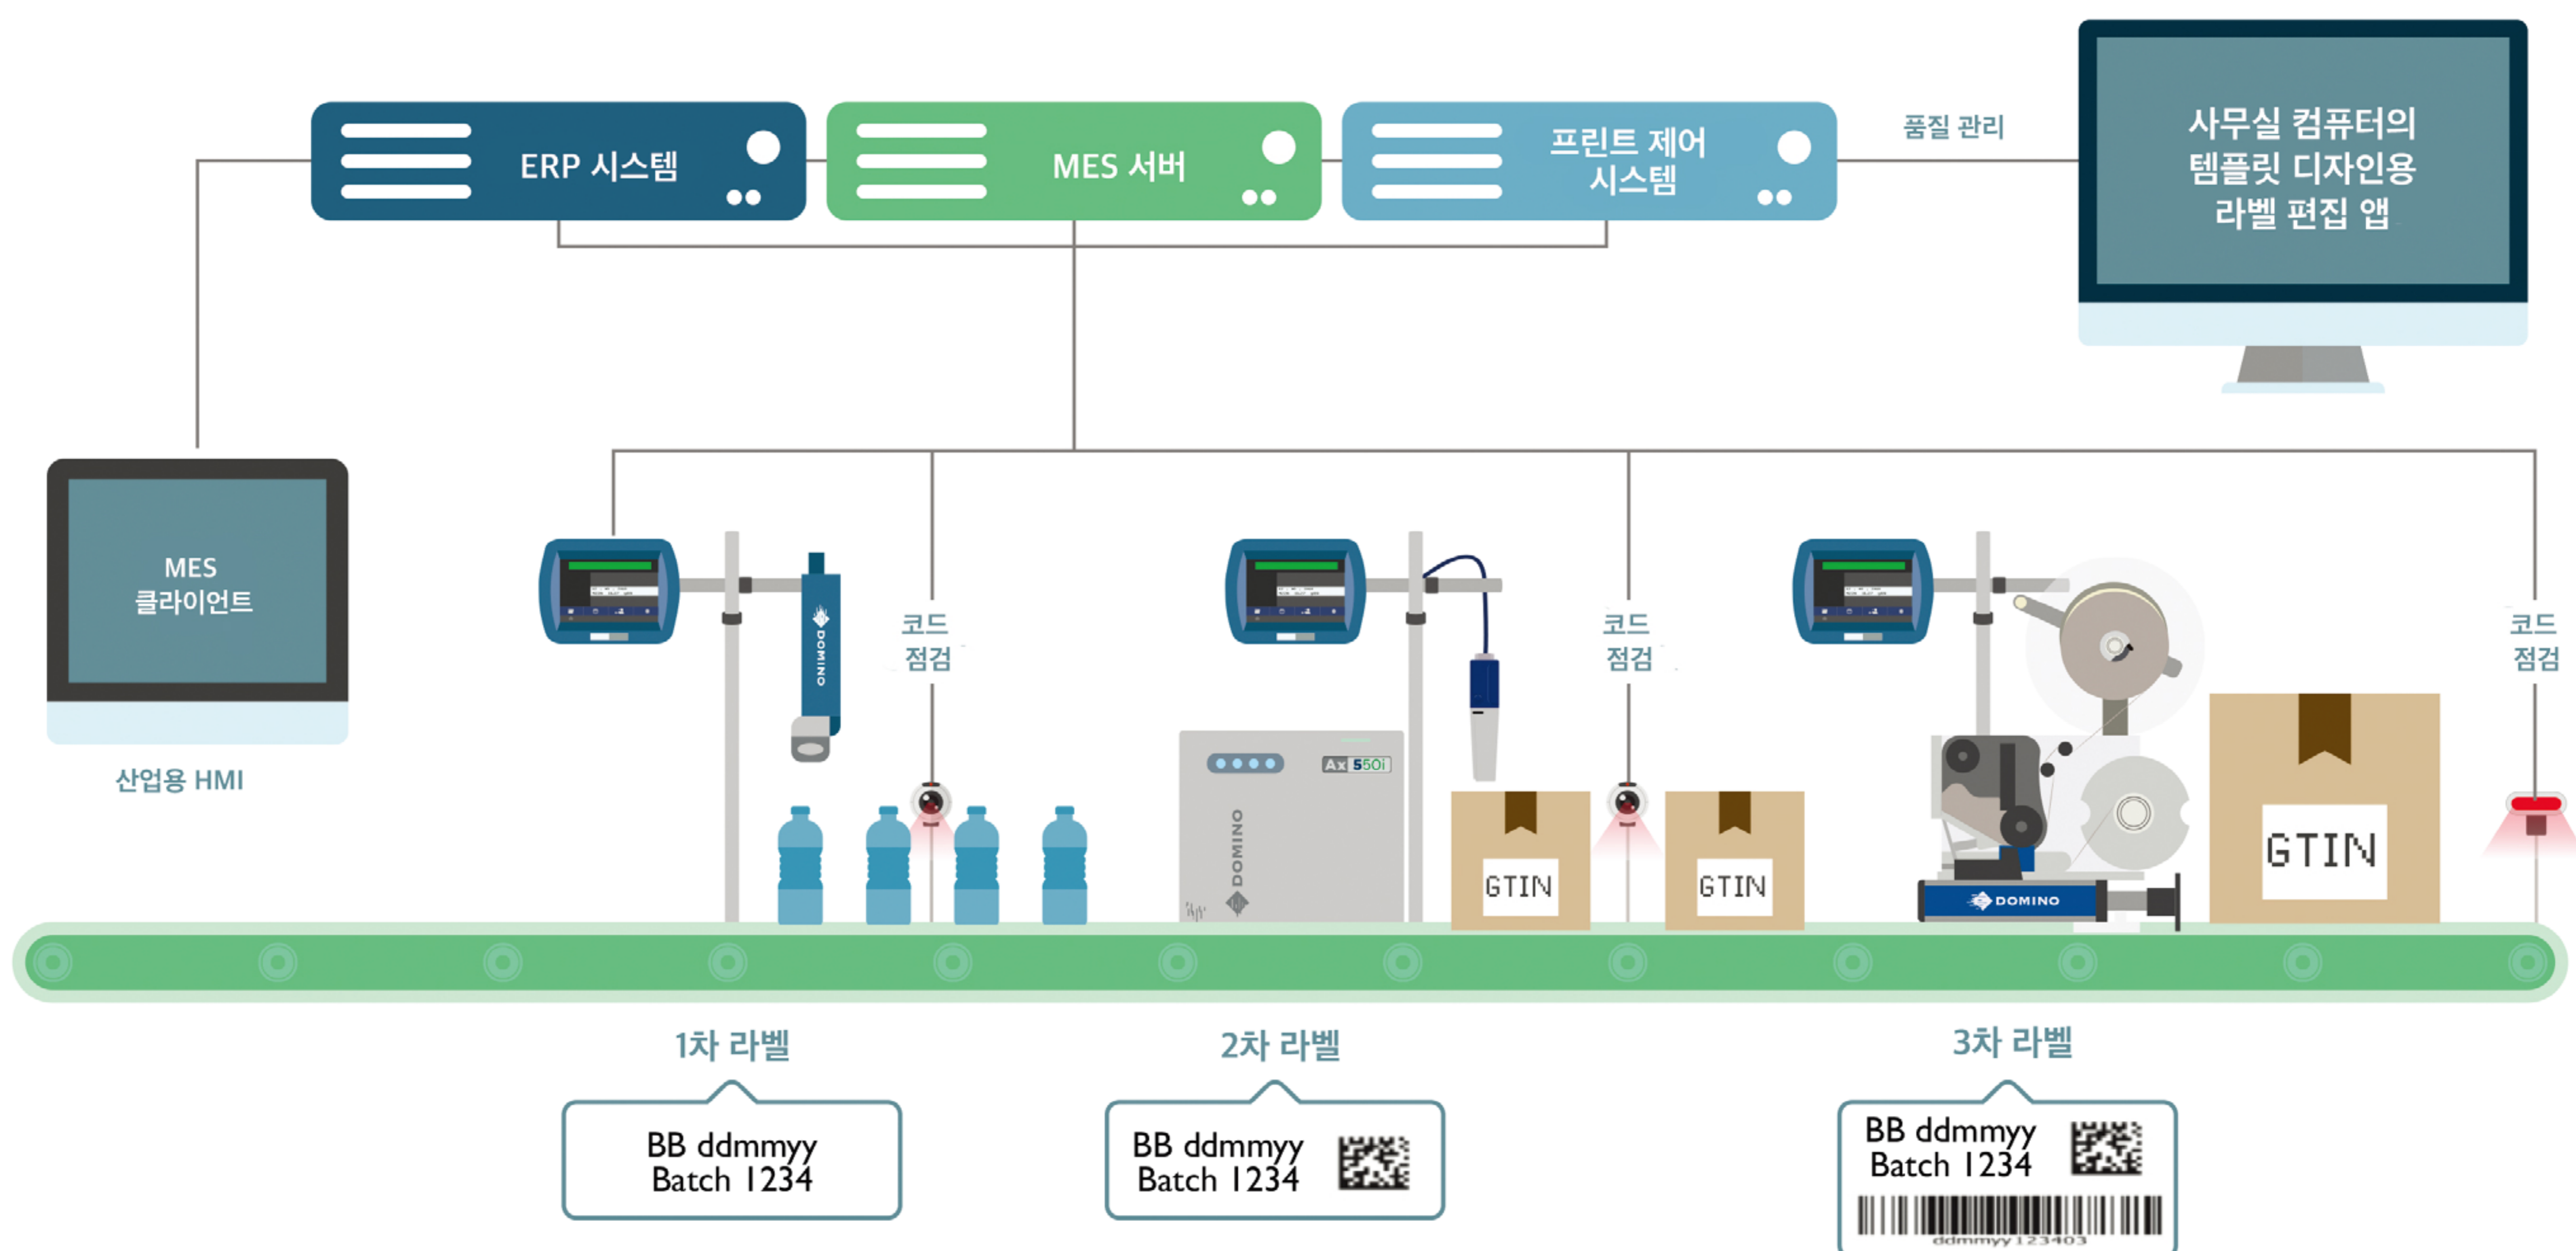 ERP 시스템
MES 서버
프린트 제어
시스템
품질 관리
사무실 컴퓨터의
템플릿 디자인용
라벨 편집 앱
MES
클라이언트
산업용 HMI
DOMINO
코드
점검
Ax 550i
DOMINO
GTIN
코드
점검
GTIN
DOMINO
GTIN
코드
점검
1차 라벨
BB ddmmyy
Batch 1234
2차 라벨
BB ddmmyy
Batch 1234
3차 라벨
BB ddmmyy
Batch 1234
ddmmyy123403